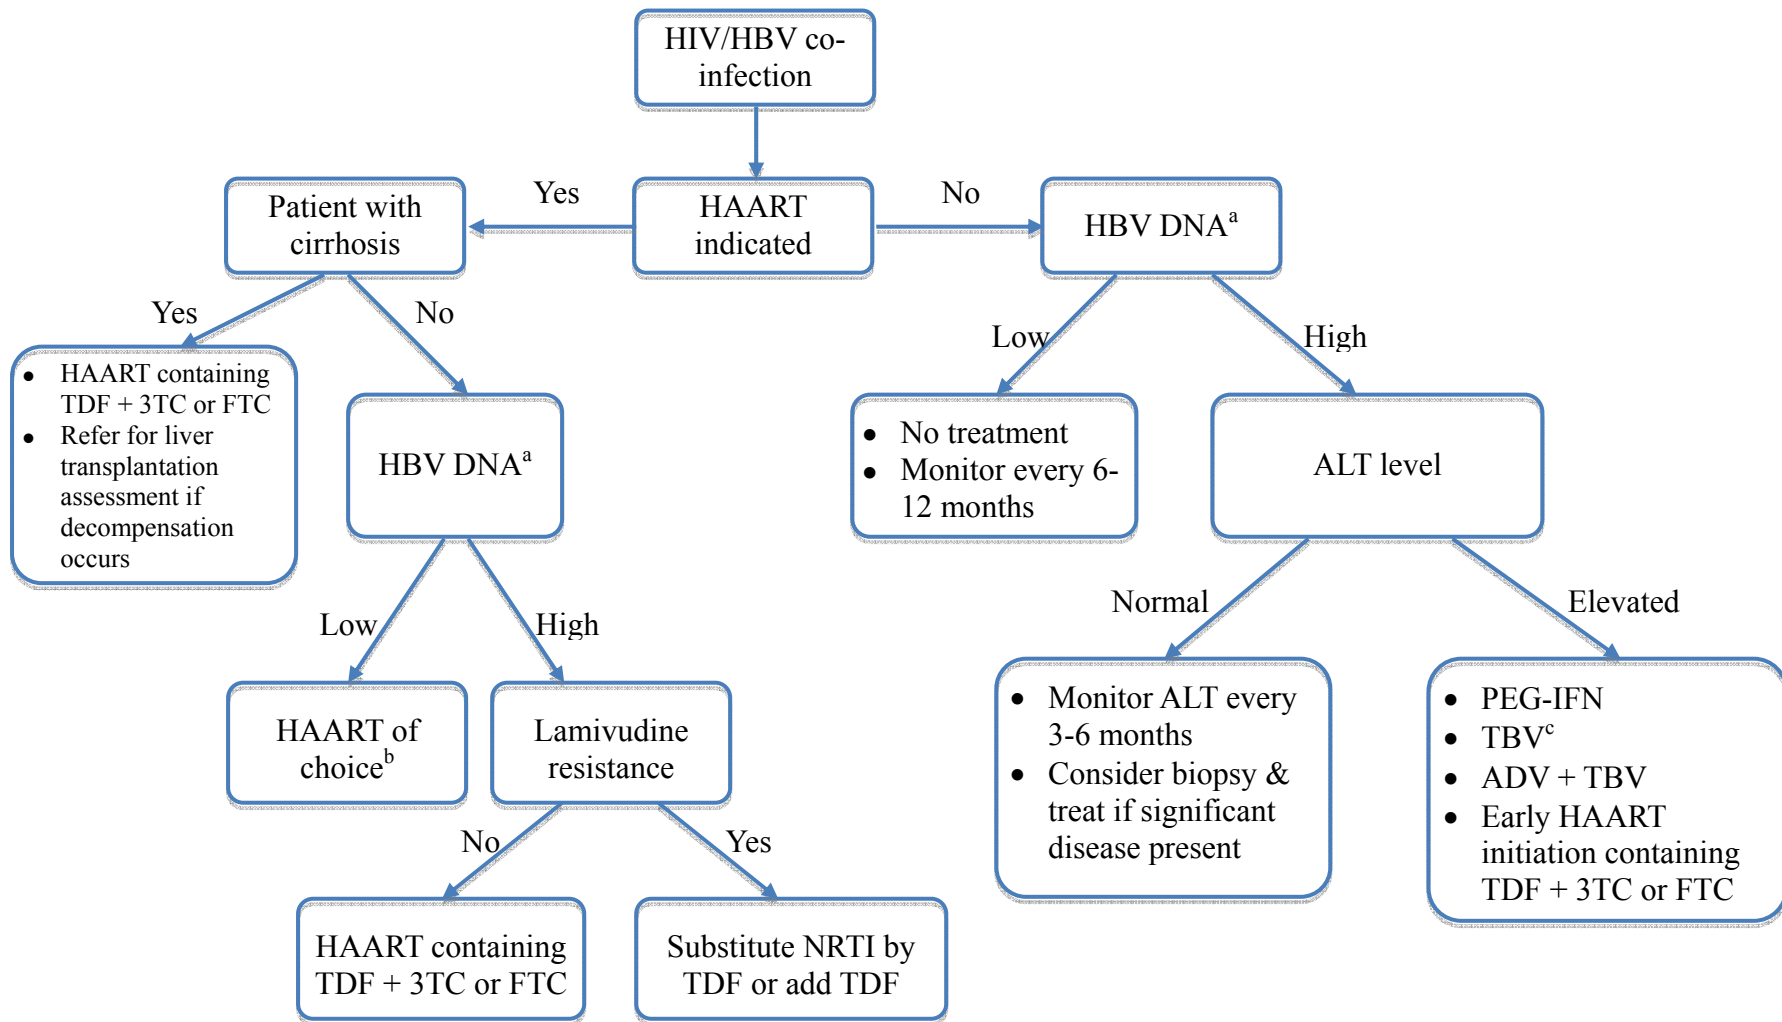 HIV/HBV co-
infection
Yes
HAART
indicated
No
Patient with
cirrhosis
HBV DNAa
Yes
No
Low
High
• HAART containing
TDF + 3TC or FTC
• Refer for liver
transplantation
assessment if
decompensation
occurs
HBV DNAa
• No treatment
• Monitor every 6-
12 months
ALT level
Low
High
Normal
Elevated
HAART of
choiceb
Lamivudine
resistance
• Monitor ALT every
3-6 months
• Consider biopsy &
treat if significant
disease present
• PEG-IFN
• TBVc
• ADV + TBV
• Early HAART
initiation containing
TDF + 3TC or FTC
No
Yes
HAART containing
TDF + 3TC or FTC
Substitute NRTI by
TDF or add TDF